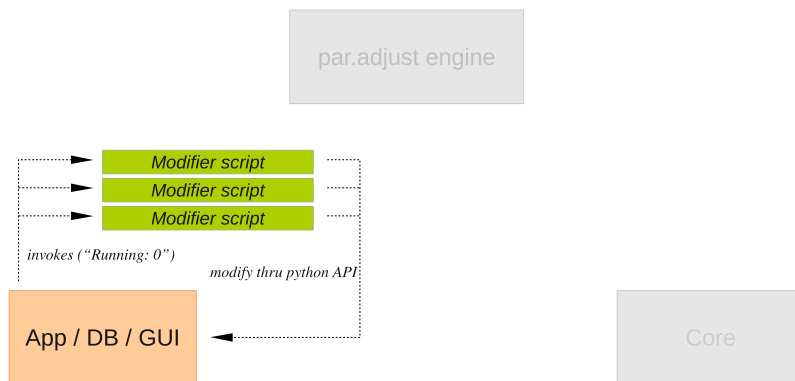 par.adjust engine
Modifier script
Modifier script
Modifier script
invokes (“Running: 0”)
modify thru python API
App / DB / GUI
Core